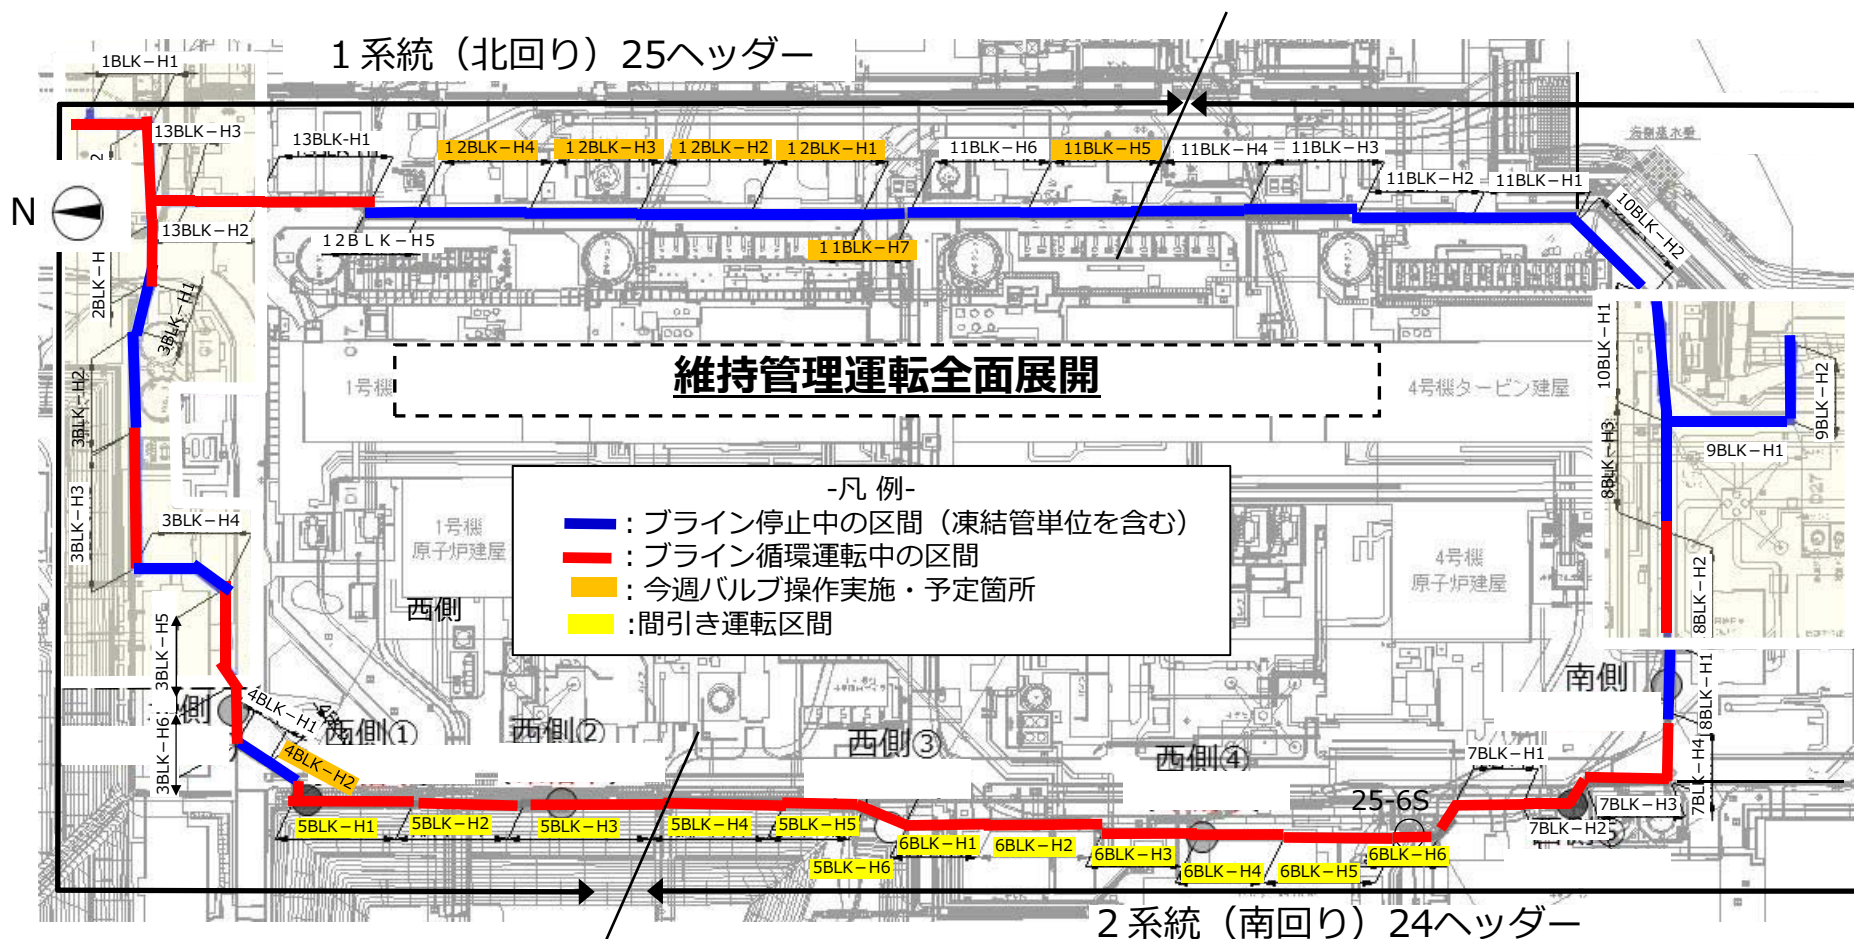 1系統（北回り）25ヘッダー
1BLK－H1
13BLK－H3
13BLK-H1
12BLK－H4
12BLK－H3
12BLK－H2
12BLK－H1
11BLK－H6
11BLK－H5
11BLK－H4
11BLK－H3
11BLK－H2
11BLK－H1
海側遮水壁
10BLK－H2
N
13BLK－H2
12BLK－H5
11BLK－H7
2BLK－H
3BLK－H1
10BLK－H1
維持管理運転全面展開
1号機
4号機タービン建屋
3BLK－H2
9BLK－H2
9BLK－H1
8BLK－H3
-凡 例-
：ブライン停止中の区間（凍結管単位を含む）
：ブライン循環運転中の区間
：今週バルブ操作実施・予定箇所
：間引き運転区間
1号機
原子炉建屋
4号機
原子炉建屋
D27
3BLK－H3
3BLK－H4
西側
8BLK－H2
3BLK－H5
南側
8BLK－H1
側
4BLK－H1
西側①
西側②
西側③
西側④
3BLK－H6
4BLK－H2
7BLK－H1
7BLK－H4
25-6S
7BLK－H3
7BLK－H2
5BLK－H1
5BLK－H2
5BLK－H3
5BLK－H4
5BLK－H5
5BLK－H6
6BLK－H1
6BLK－H2
6BLK－H3
6BLK－H4
6BLK－H5
6BLK－H6
2系統（南回り）24ヘッダー